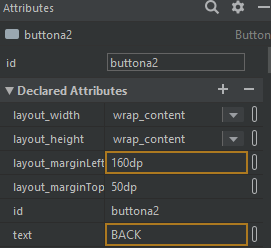 Attributes
buttona2 Button
id buttona2
Declared Attributes
layout_width wrap_content
layout_height wrap_content
layout_marginLeft 160dp
layout_marginTop 50dp
id buttona2
text BACK